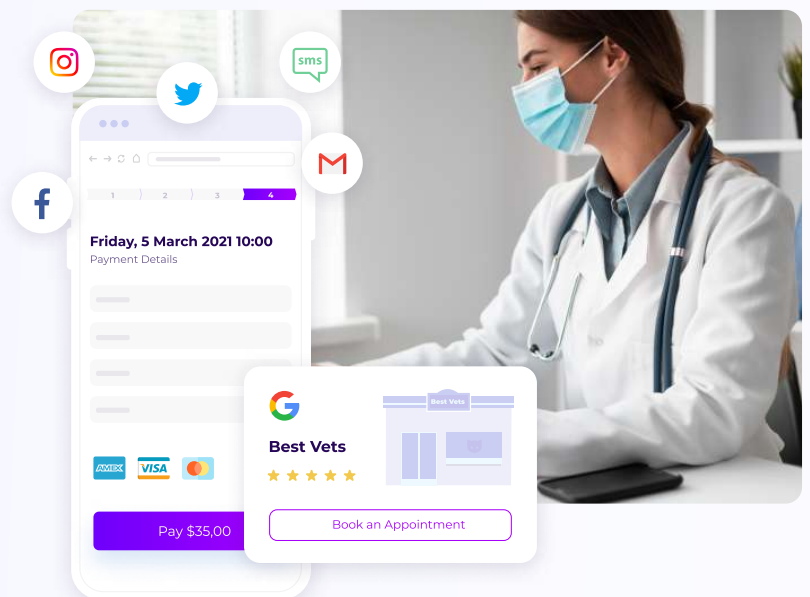 sms
1 2 3 4
Friday, 5 March 2021 10:00
Payment Details
Best Vets
Best Vets
AMEX VISA
Pay $35,00
Book an Appointment